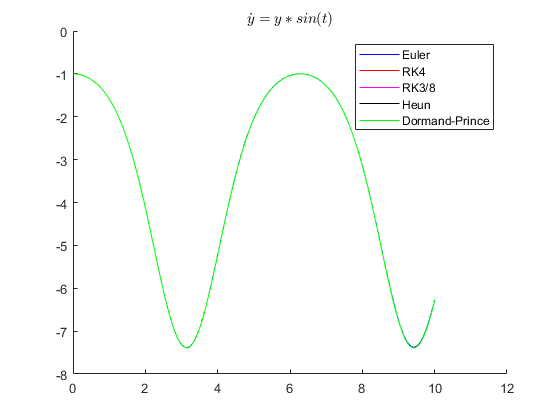 ẏ = y ∗ sin(t)
0
-1
-2
-3
-4
-5
-6
-7
-8
0 2 4 6 8 10 12
Euler
RK4
RK3/8
Heun
Dormand-Prince